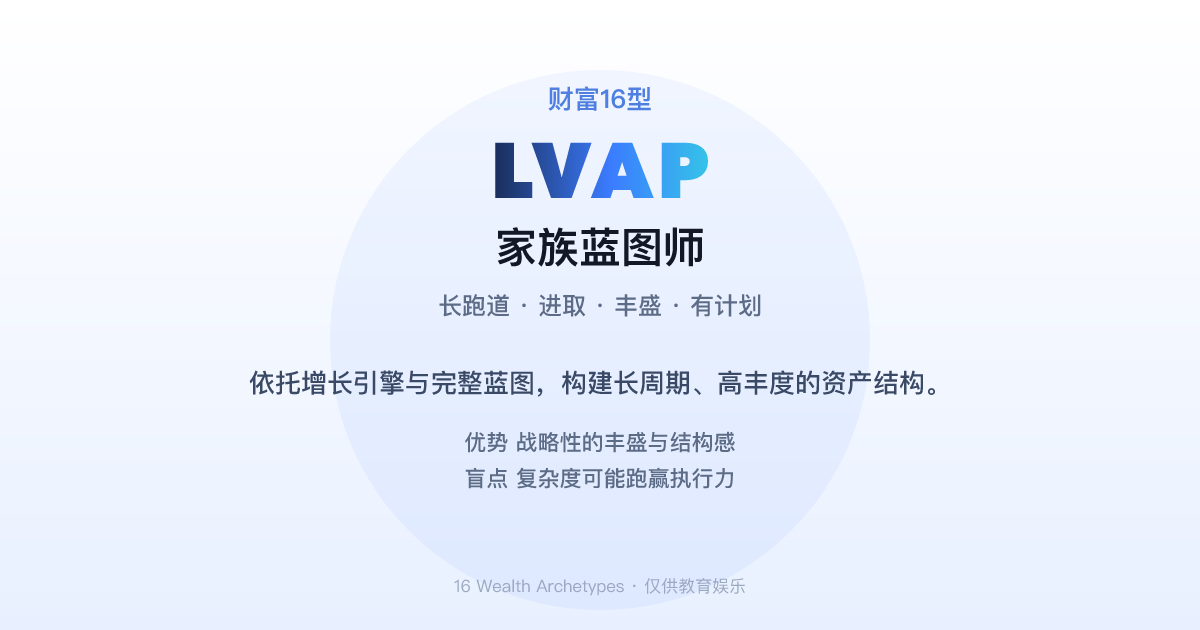 财富16型
LVAP
家族蓝图师
长跑道 · 进取 · 丰盛 · 有计划
依托增长引擎与完整蓝图，构建长周期、高丰度的资产结构。
优势 战略性的丰盛与结构感
盲点 复杂度可能跑赢执行力
16 Wealth Archetypes · 仅供教育娱乐